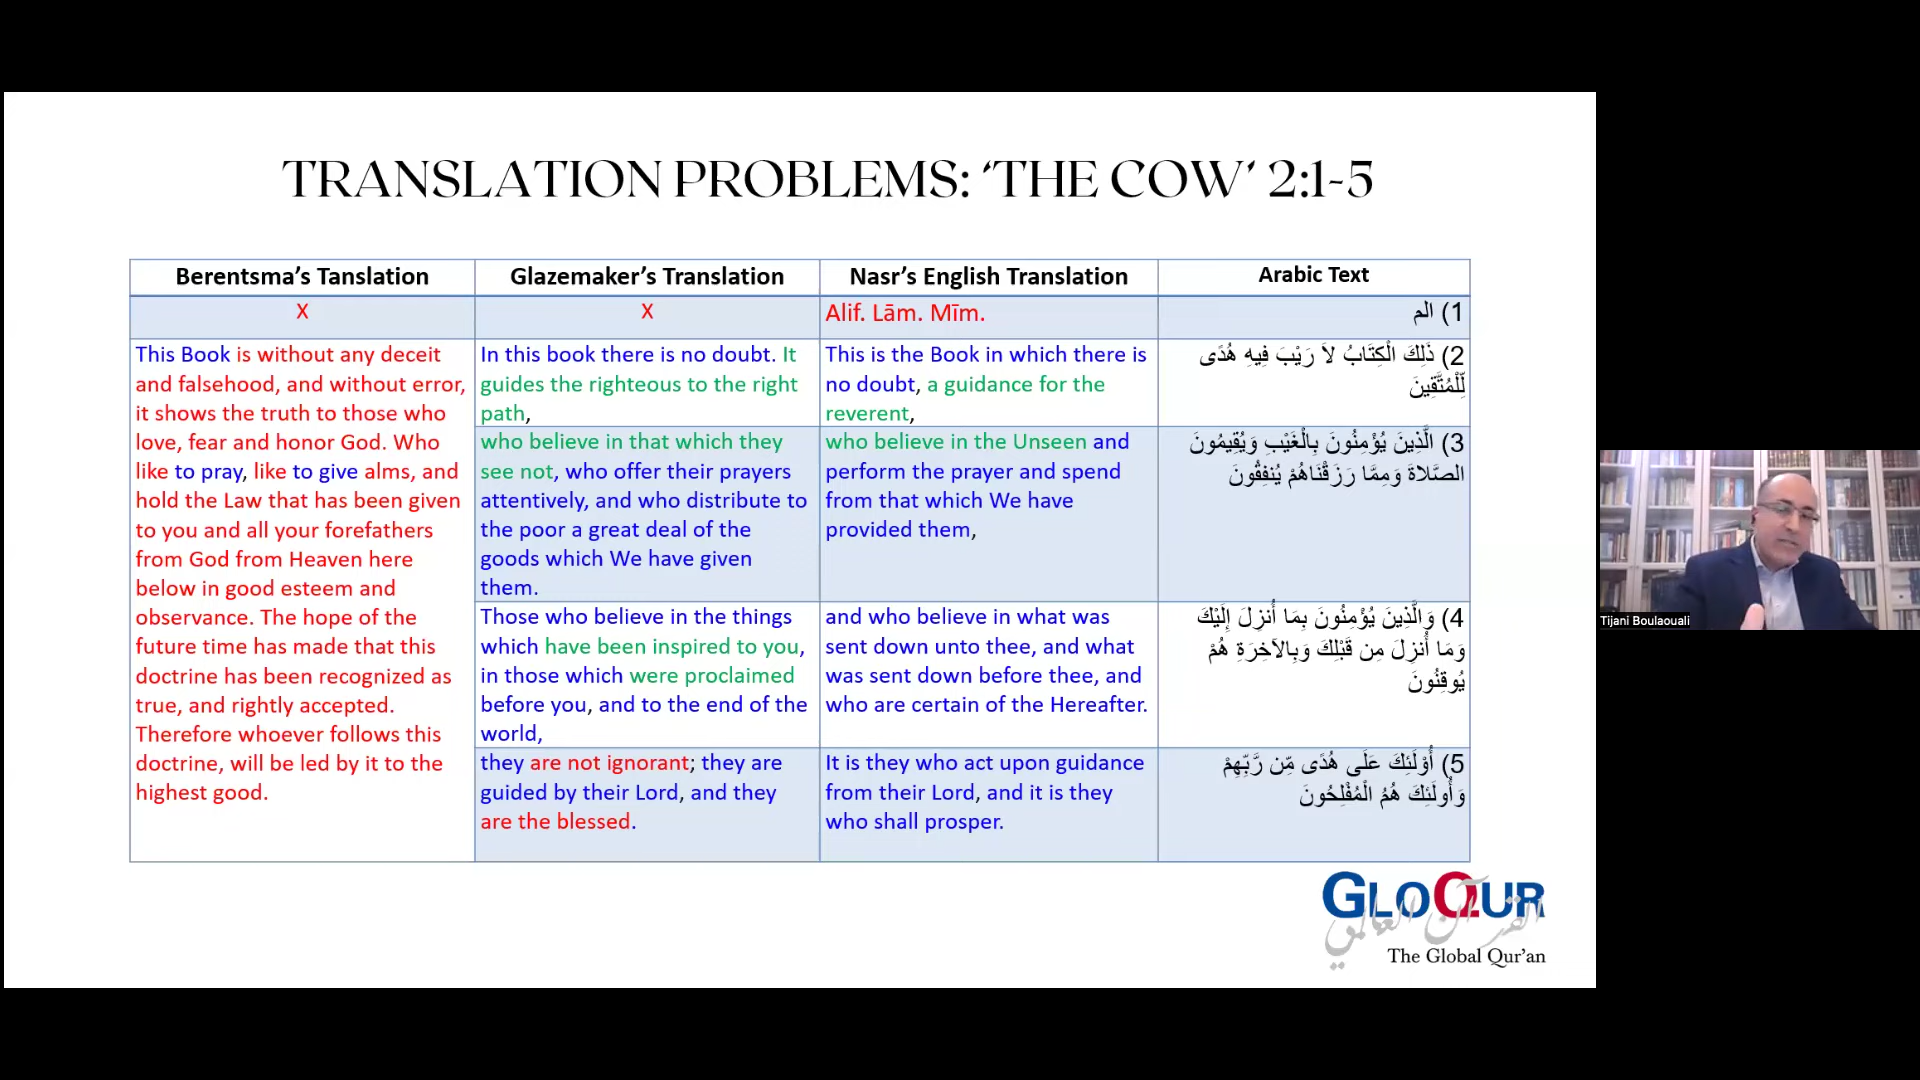 TRANSLATION PROBLEMS: ‘THE COW’ 2:1-5
Berentsma’s Tanslation
Glazemaker’s Translation
Nasr’s English Translation
Arabic Text
X
X
Alif. Lām. Mīm.
1) الم
This Book is without any deceit
and falsehood, and without error,
it shows the truth to those who
love, fear and honor God. Who
like to pray, like to give alms, and
hold the Law that has been given
to you and all your forefathers
from God from Heaven here
below in good esteem and
observance. The hope of the
future time has made that this
doctrine has been recognized as
true, and rightly accepted.
Therefore whoever follows this
doctrine, will be led by it to the
highest good.
In this book there is no doubt. It
guides the righteous to the right
path,
This is the Book in which there is
no doubt, a guidance for the
reverent,
2) ذَلِكَ الْكِتَابُ لاَ رَيْبَ فِيهِ هُدًى
لِّلْمُتَّقِينَ
who believe in that which they
see not, who offer their prayers
attentively, and who distribute to
the poor a great deal of the
goods which We have given
them.
who believe in the Unseen and
perform the prayer and spend
from that which We have
provided them,
3) الَّذِينَ يُؤْمِنُونَ بِالْغَيْبِ وَيُقِيمُونَ
الصَّلاةَ وَمِمَّا رَزَقْنَاهُمْ يُنفِقُونَ
Those who believe in the things
which have been inspired to you,
in those which were proclaimed
before you, and to the end of the
world,
and who believe in what was
sent down unto thee, and what
was sent down before thee, and
who are certain of the Hereafter.
4) وَالَّذِينَ يُؤْمِنُونَ بِمَا أُنزِلَ إِلَيْكَ
وَمَا أُنزِلَ مِن قَبْلِكَ وَبِالآخِرَةِ هُمْ
يُوقِنُونَ
they are not ignorant; they are
guided by their Lord, and they
are the blessed.
It is they who act upon guidance
from their Lord, and it is they
who shall prosper.
5) أُوْلَئِكَ عَلَى هُدًى مِّن رَّبِّهِمْ
وَأُولَئِكَ هُمُ الْمُفْلِحُونَ
GLOQUR
القرآن العالمي
The Global Qur’an
Tijani Boulaouali